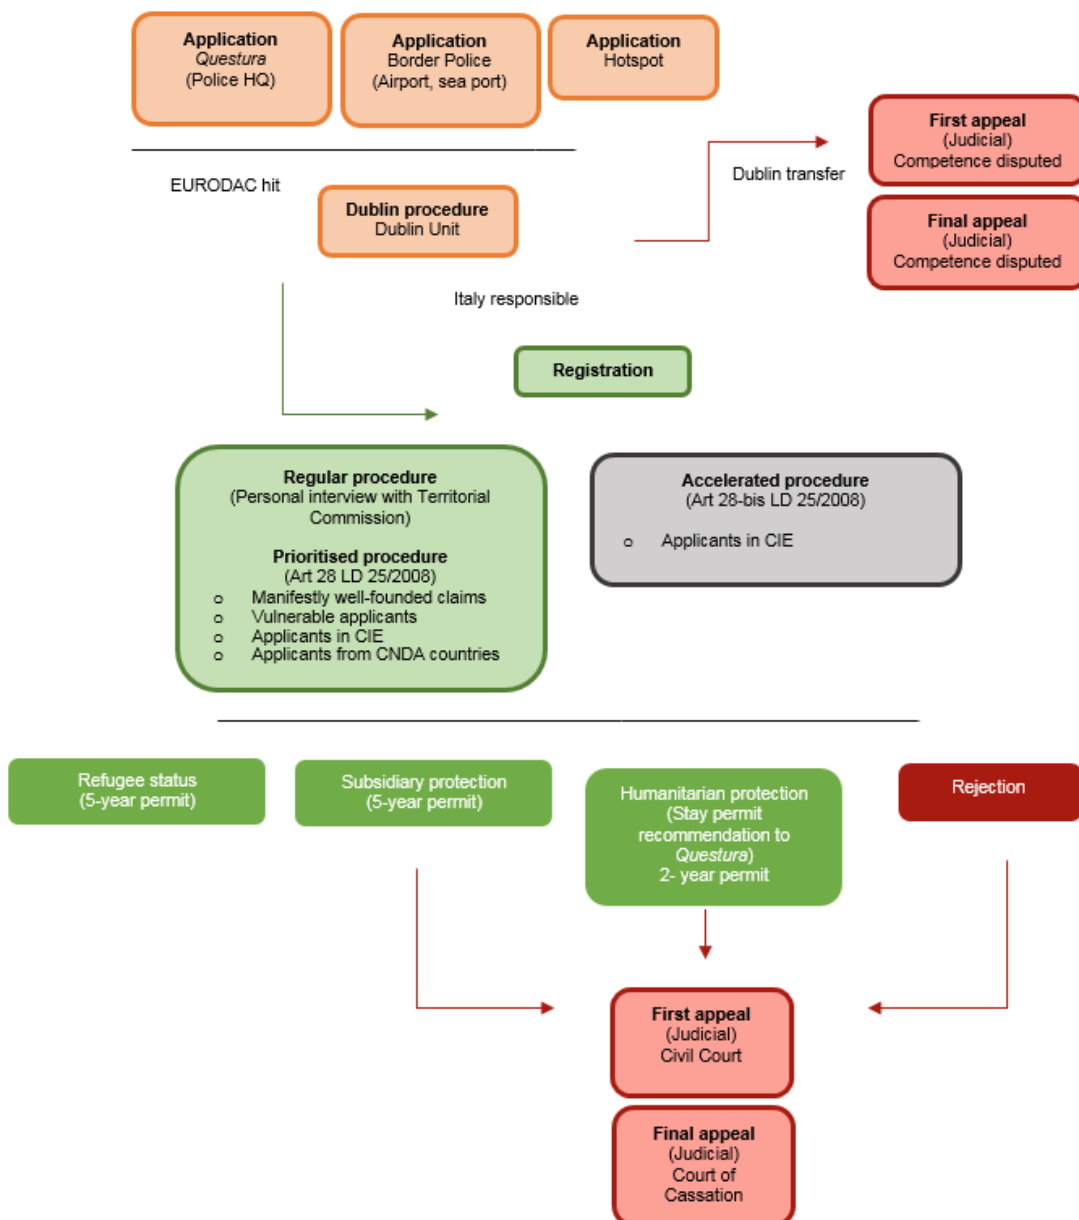 Application
Questura
(Police HQ)
Application
Border Police
(Airport, sea port)
Application
Hotspot
First appeal
(Judicial)
Competence disputed
Dublin transfer
EURODAC hit
Dublin procedure
Dublin Unit
Final appeal
(Judicial)
Competence disputed
Italy responsible
Registration
Regular procedure
(Personal interview with Territorial
Commission)
Prioritised procedure
(Art 28 LD 25/2008)
o Manifestly well-founded claims
o Vulnerable applicants
o Applicants in CIE
o Applicants from CNDA countries
Accelerated procedure
(Art 28-bis LD 25/2008)
o Applicants in CIE
Refugee status
(5-year permit)
Subsidiary protection
(5-year permit)
Humanitarian protection
(Stay permit
recommendation to
Questura)
2- year permit
Rejection
First appeal
(Judicial)
Civil Court
Final appeal
(Judicial)
Court of
Cassation